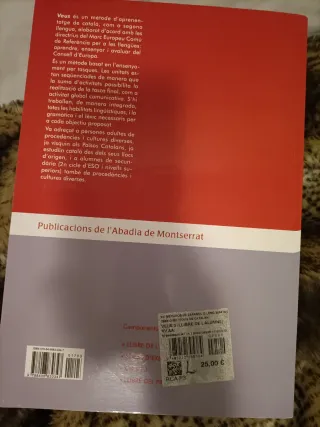 Veus és un mètode d'aprenen-
tatge de català, com a segona
llengua, elaborat d'acord amb les
directrius del Marc Europeu Comú
de Referència per a les llengües:
aprendre, ensenyar i avaluar del
Consell d'Europa.
És un mètode basat en l'ensenya-
ment per tasques. Les unitats es-
tan seqüenciades de manera que
la suma d'activitats possibilita la
realització de la tasca final, com a
activitat global comunicativa. S'hi
treballen, de manera integrada,
totes les habilitats lingüístiques, i la
gramàtica i el lèxic necessaris per
a cada objectiu proposat.
Va adreçat a persones adultes de
procedències i cultures diverses,
ja visquin als Països Catalans, ja
estudiïn català des dels seus llocs
d'origen, i a alumnes de secun-
dària (2n cicle d'ESO i nivells su-
periors) també de procedències i
cultures diverses.
Publicacions de l'Abadia de Montserrat
Components
LLIBRE DE
25,00 €